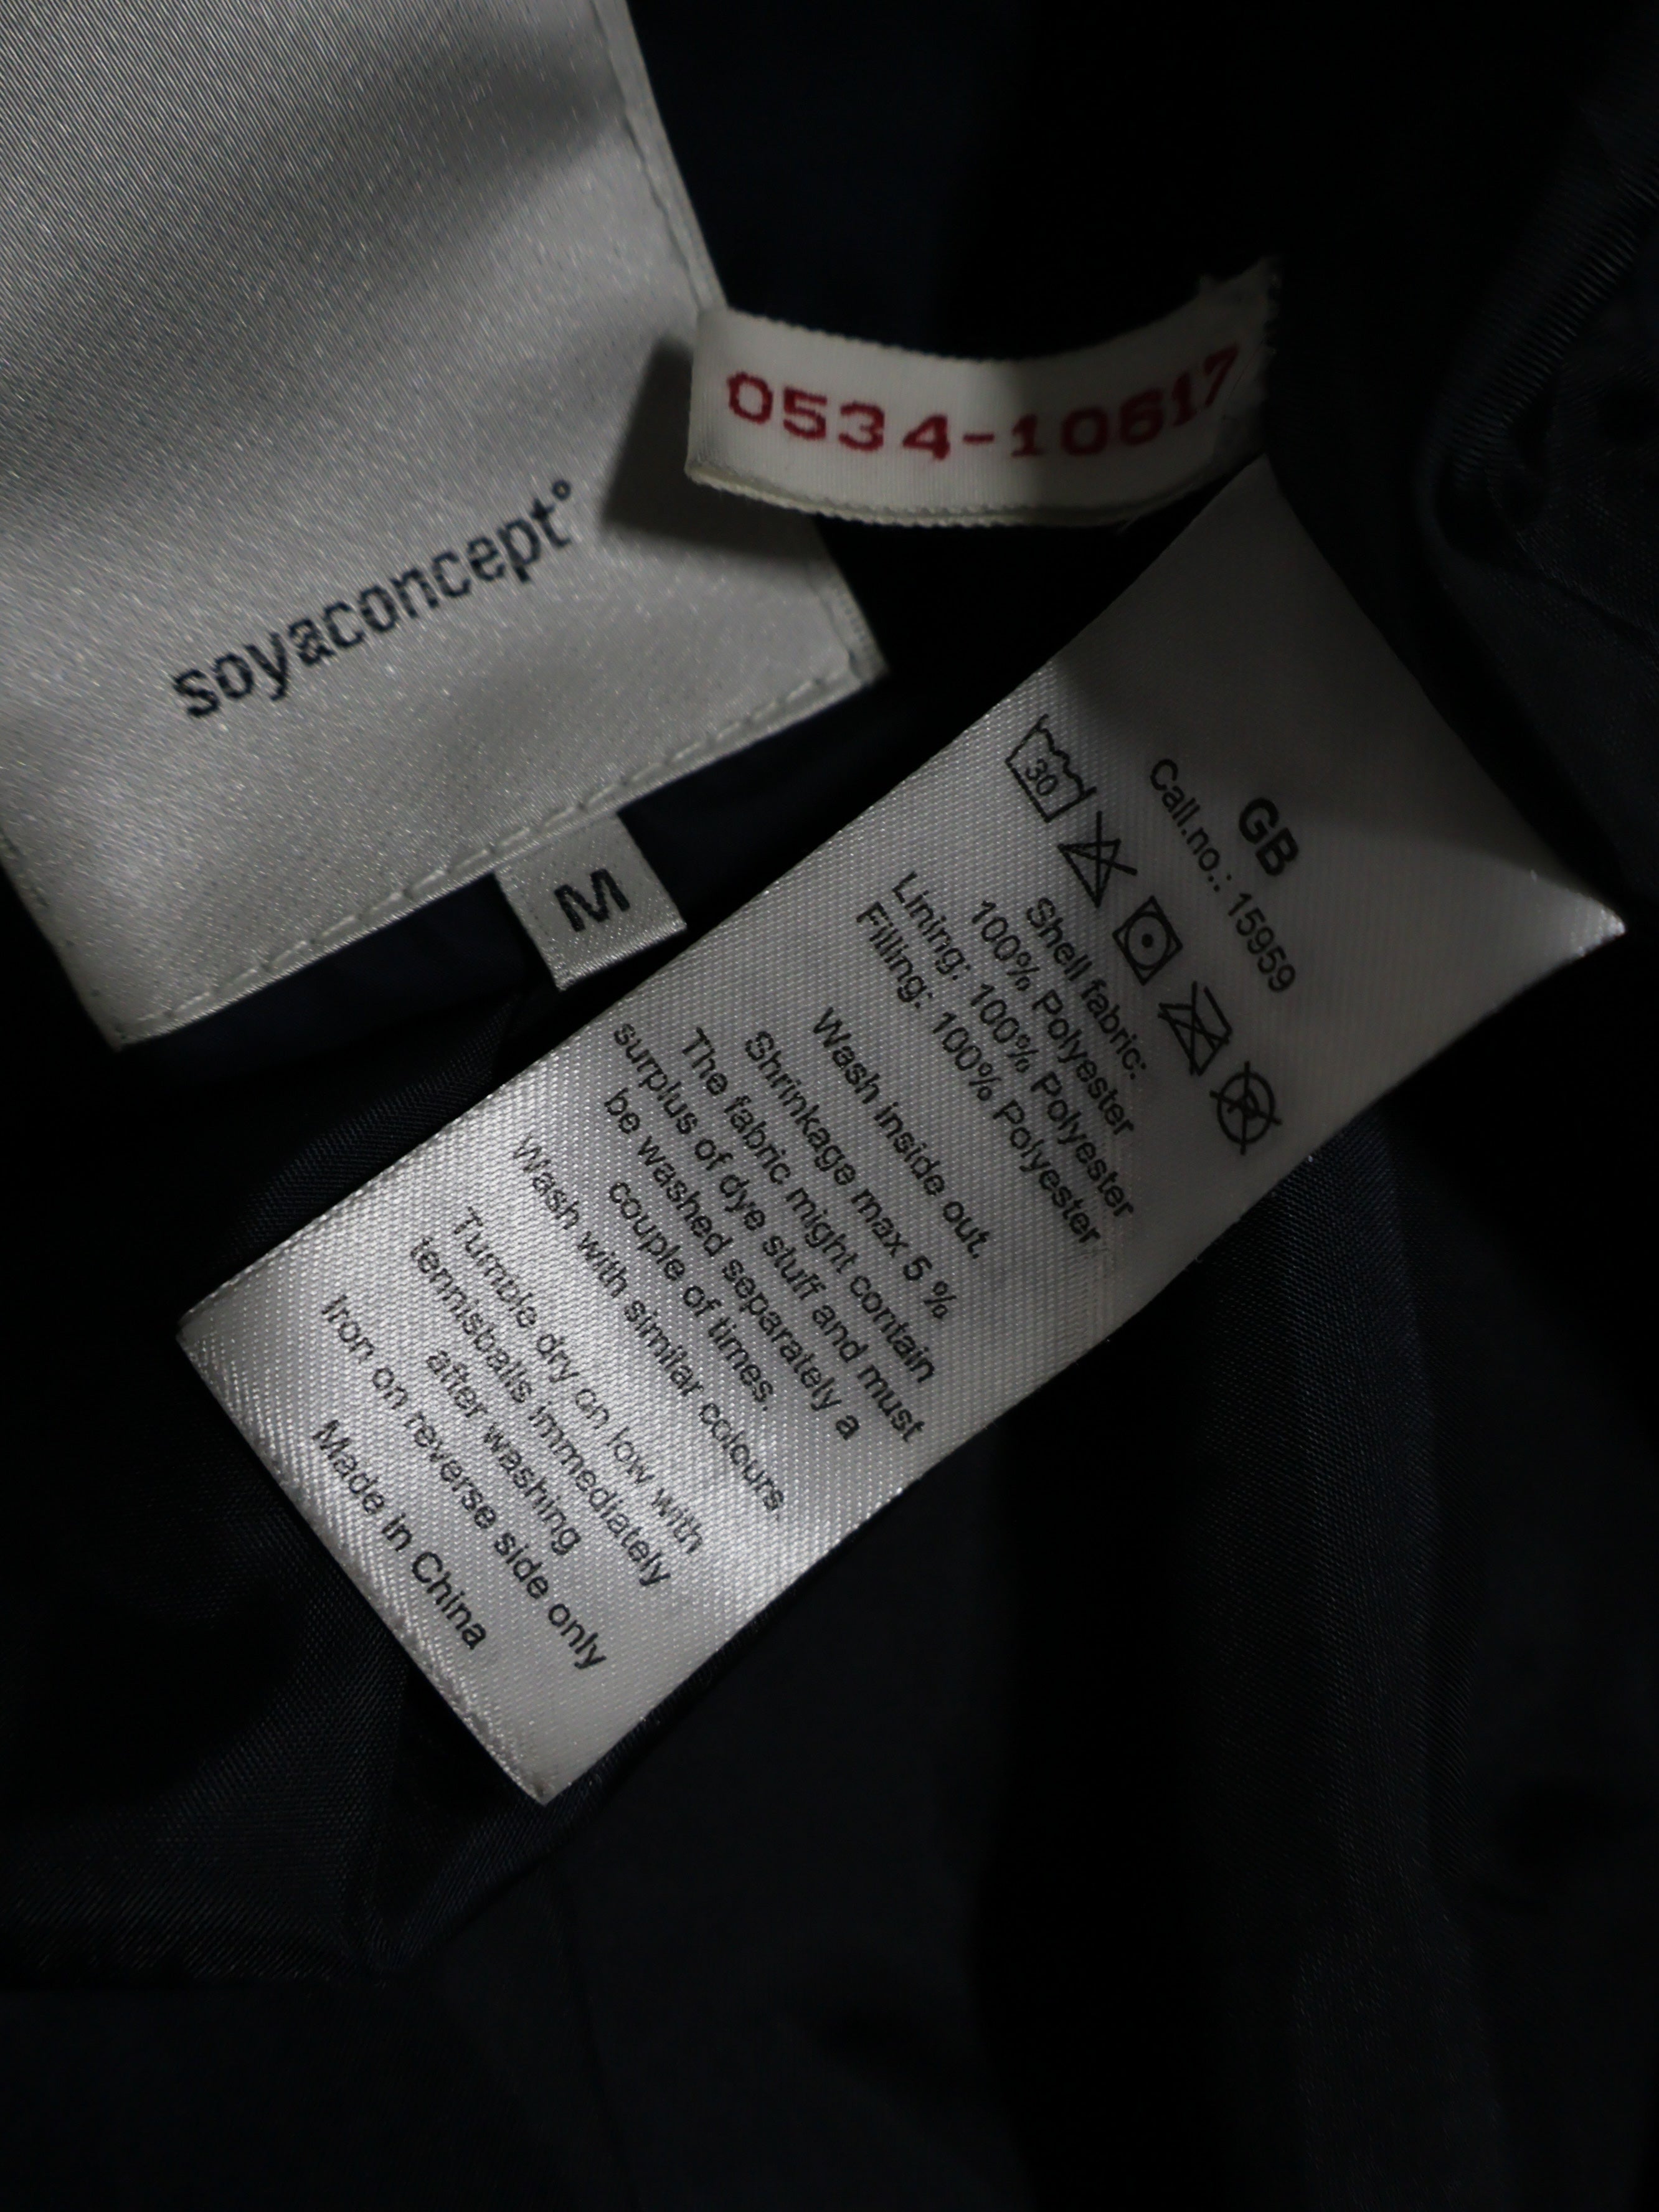 soyaconcept°
M
0534-10617
GB
Call.no.: 15959
30
Shell fabric:
100% Polyester
Lining: 100% Polyester
Filling: 100% Polyester
Wash inside out
Shrinkage max 5 %
The fabric might contain
surplus of dye stuff and must
be washed separately a
couple of times.
Wash with similar colours.
Tumble dry on low with
tennisballs immediately
after washing
Iron on reverse side only
Made in China